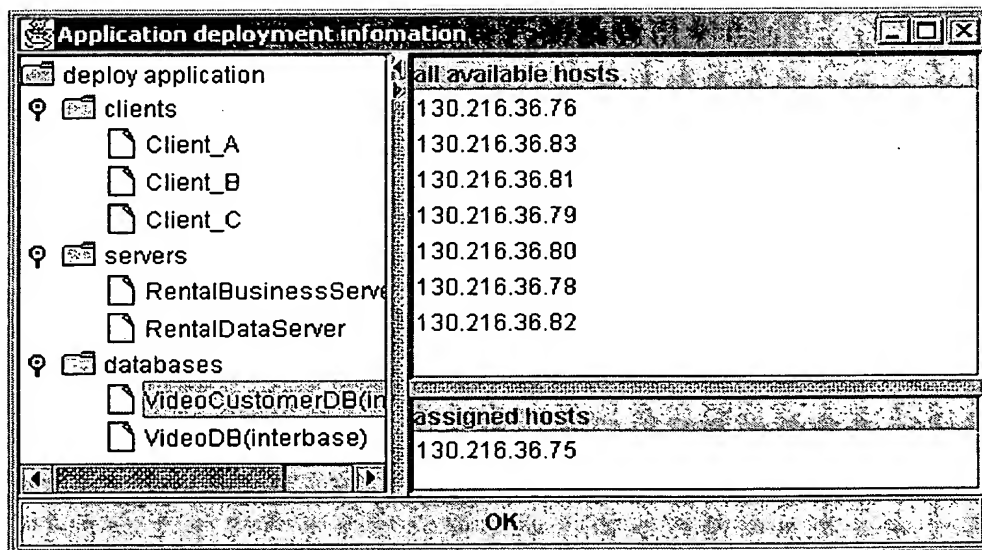 Application deployment infomation
deploy application
clients
Client_A
Client_B
Client_C
servers
RentalBusinessServe
RentalDataServer
databases
VideoCustomerDB(in
VideoDB(interbase)
all available hosts
130.216.36.76
130.216.36.83
130.216.36.81
130.216.36.79
130.216.36.80
130.216.36.78
130.216.36.82
assigned hosts
130.216.36.75
OK